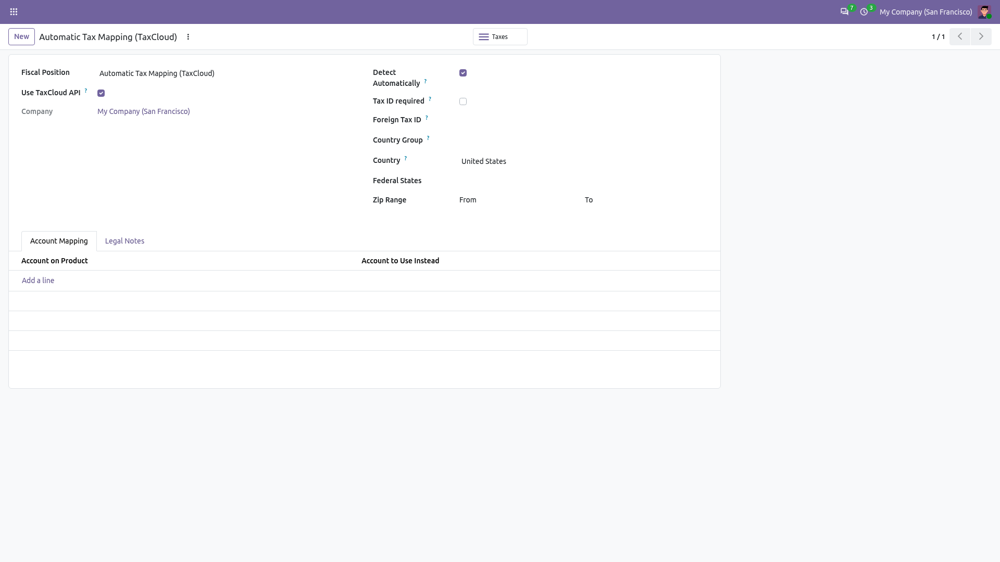 7
3
My Company (San Francisco)
New
Automatic Tax Mapping (TaxCloud)
Taxes
1 / 1
Fiscal Position
Automatic Tax Mapping (TaxCloud)
Use TaxCloud API ?
Company
My Company (San Francisco)
Detect
Automatically ?
Tax ID required ?
Foreign Tax ID ?
Country Group ?
Country ?
United States
Federal States
Zip Range
From
To
Account Mapping
Legal Notes
Account on Product
Account to Use Instead
Add a line